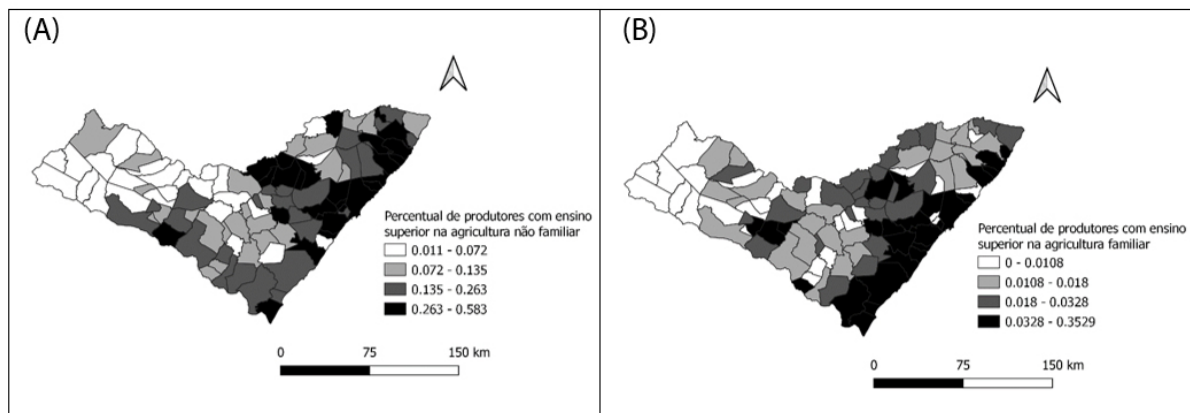 (A)
Percentual de produtores com ensino
superior na agricultura não familiar
0.011 - 0.072
0.072 - 0.135
0.135 - 0.263
0.263 - 0.583
0 75 150 km
(B)
Percentual de produtores com ensino
superior na agricultura familiar
0 - 0.0108
0.0108 - 0.018
0.018 - 0.0328
0.0328 - 0.3529
0 75 150 km